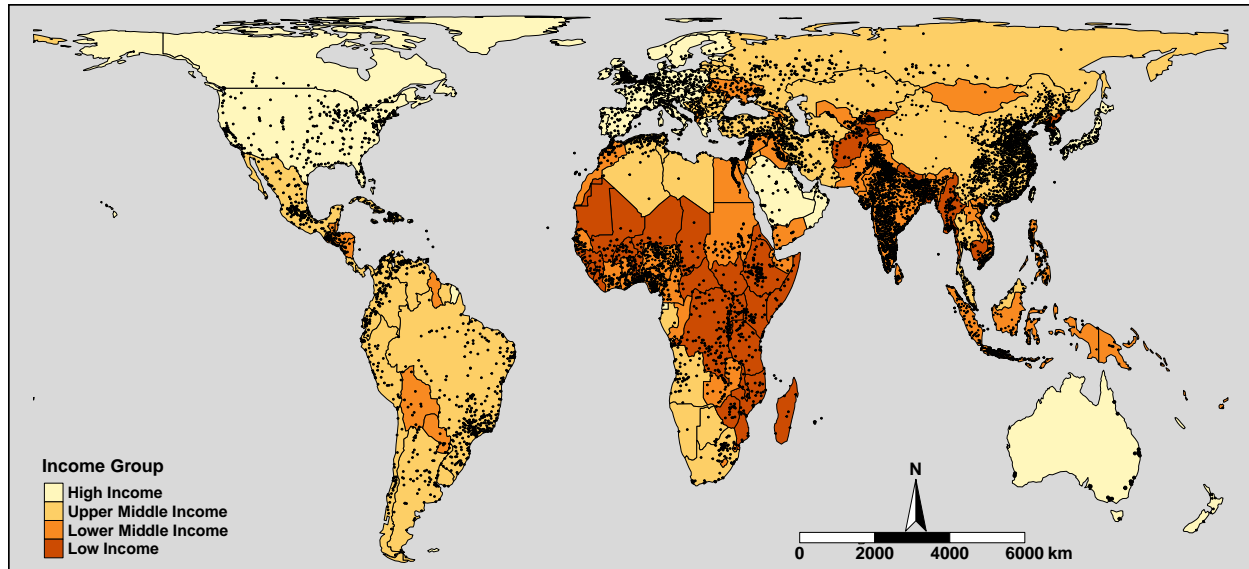 Income Group
High Income
Upper Middle Income
Lower Middle Income
Low Income
N
0 2000 4000 6000 km